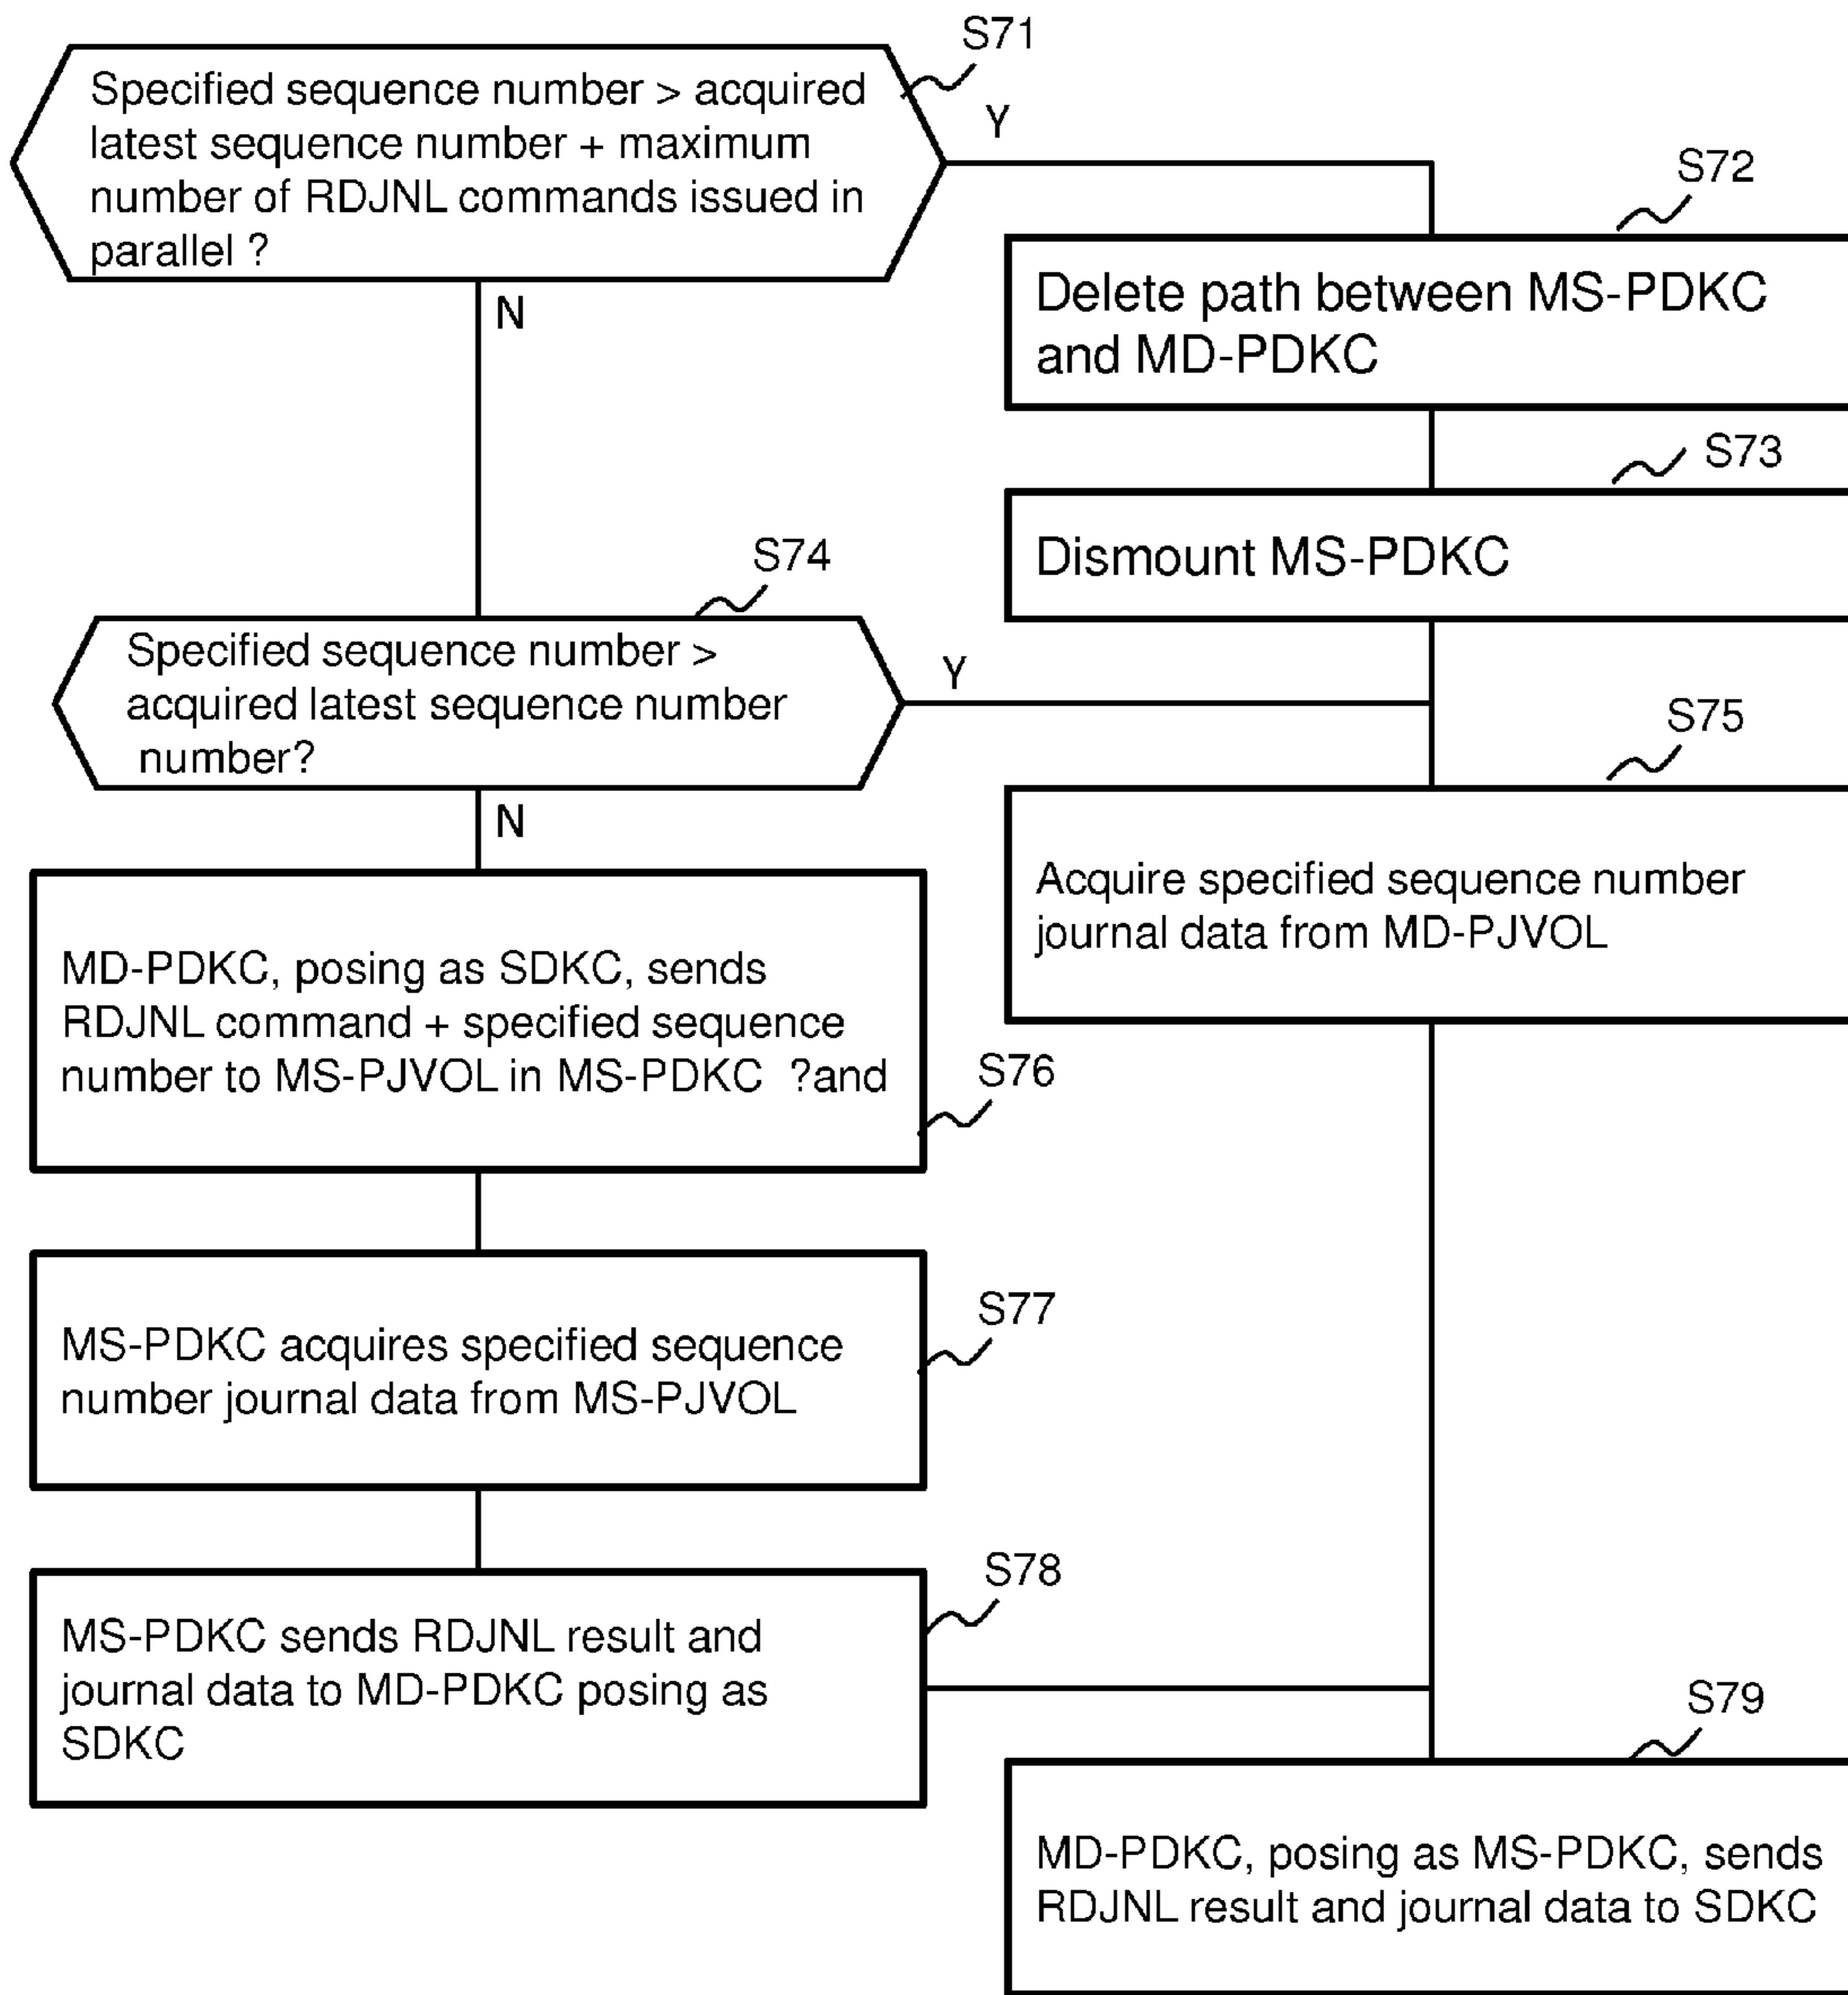 S71
Specified sequence number > acquired
latest sequence number + maximum
number of RDJNL commands issued in
parallel ?
Y
N
S72
Delete path between MS-PDKC
and MD-PDKC
S73
Dismount MS-PDKC
S74
Specified sequence number >
acquired latest sequence number
number?
Y
N
S75
Acquire specified sequence number
journal data from MD-PJVOL
MD-PDKC, posing as SDKC, sends
RDJNL command + specified sequence
number to MS-PJVOL in MS-PDKC ?and
S76
S77
MS-PDKC acquires specified sequence
number journal data from MS-PJVOL
S78
MS-PDKC sends RDJNL result and
journal data to MD-PDKC posing as
SDKC
S79
MD-PDKC, posing as MS-PDKC, sends
RDJNL result and journal data to SDKC